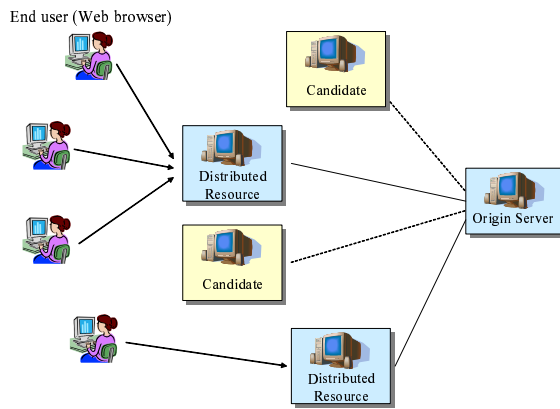 End user (Web browser)
Candidate
Distributed
Resource
Origin Server
Candidate
Distributed
Resource